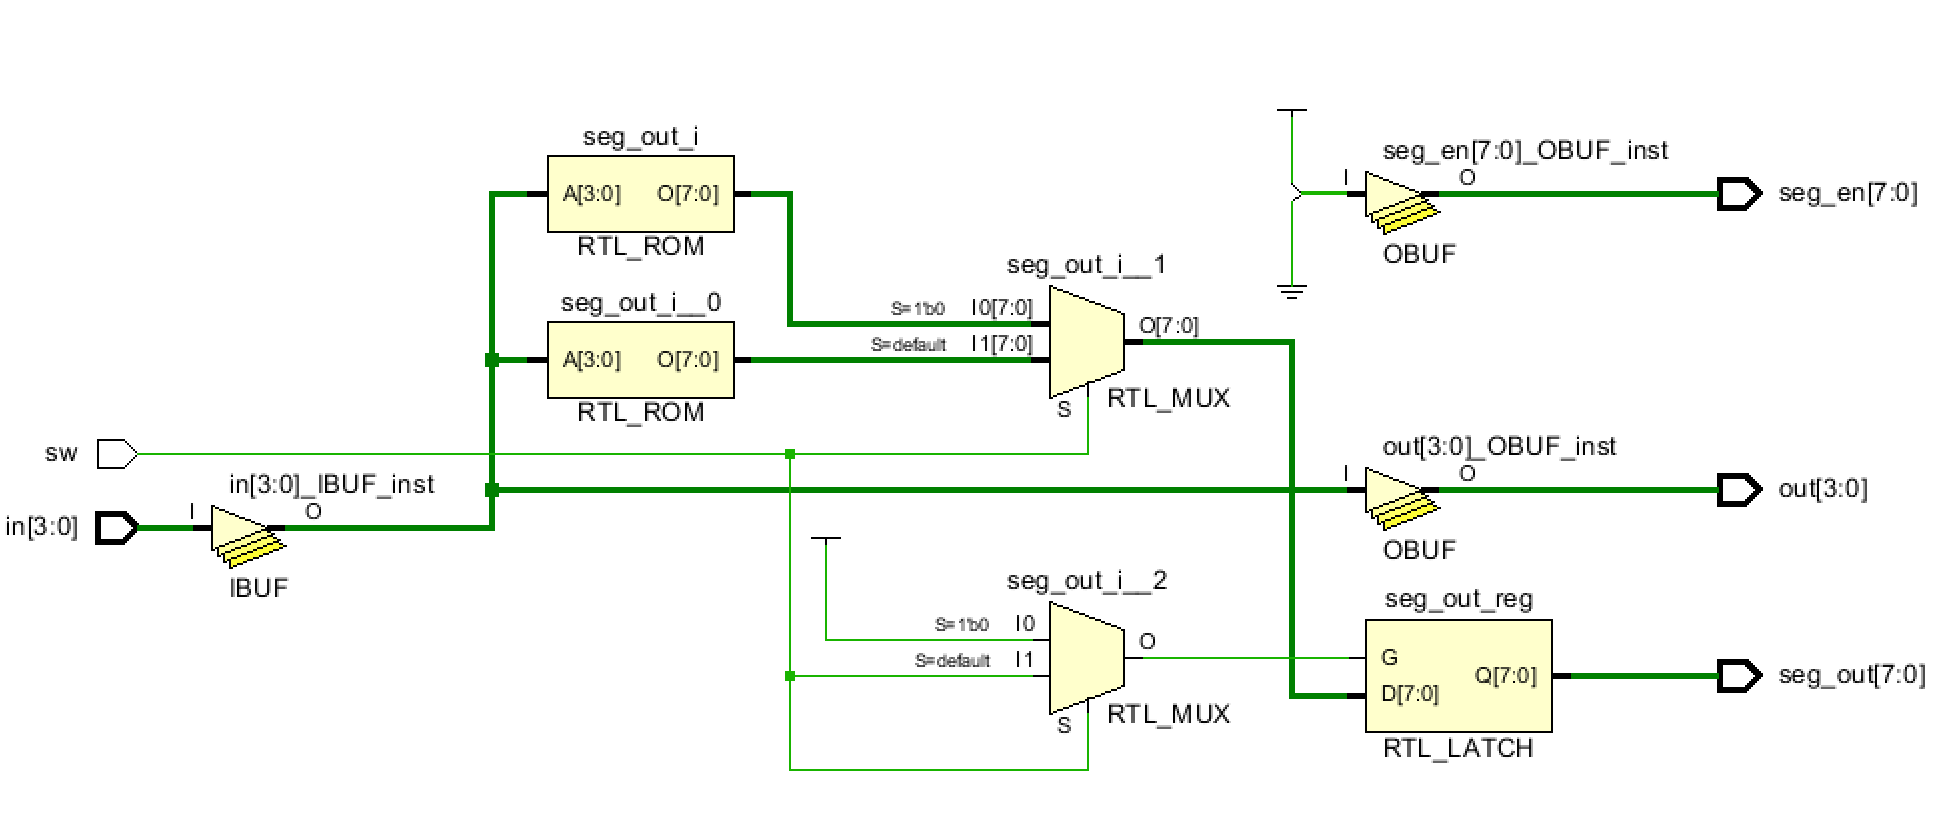 seg_out_i
A[3:0] O[7:0]
RTL_ROM
seg_out_i__0
A[3:0] O[7:0]
RTL_ROM
seg_out_i__1
S=1'b0 I0[7:0]
S=default I1[7:0]
O[7:0]
S
RTL_MUX
seg_en[7:0]_OBUF_inst
I O
OBUF
seg_en[7:0]
sw
in[3:0]_IBUF_inst
I O
in[3:0]
IBUF
out[3:0]_OBUF_inst
I O
OBUF
out[3:0]
seg_out_i__2
S=1'b0 I0
S=default I1
O
S
RTL_MUX
seg_out_reg
G
D[7:0]
Q[7:0]
RTL_LATCH
seg_out[7:0]